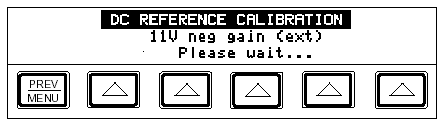 DC REFERENCE CALIBRATION
11V neg gain (ext)
Please wait...
PREV
MENU